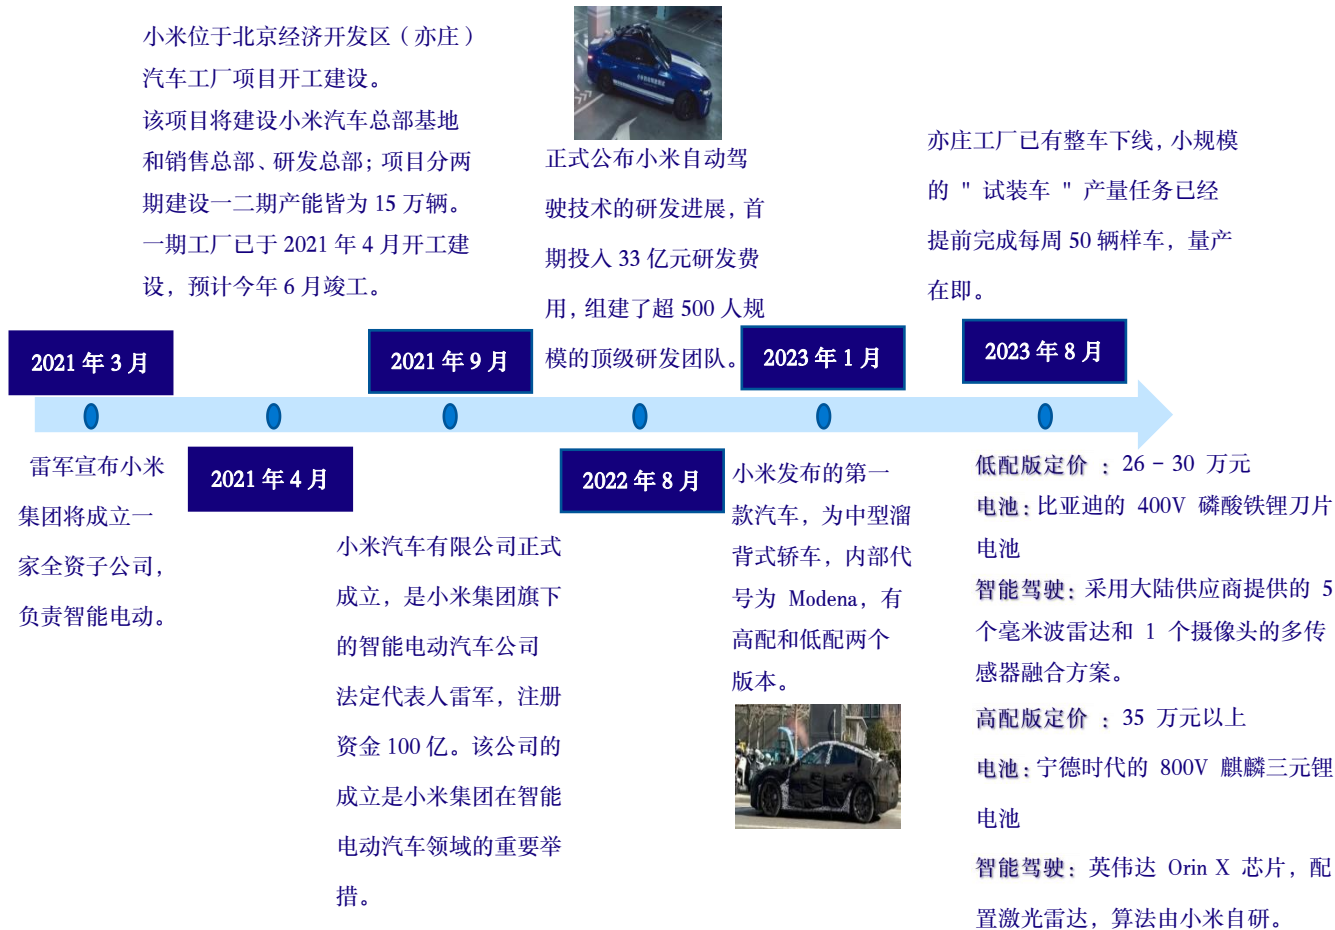 小米位于北京经济开发区（亦庄）
汽车工厂项目开工建设。
该项目将建设小米汽车总部基地
和销售总部、研发总部；项目分两
期建设一二期产能皆为 15 万辆。
一期工厂已于 2021 年 4 月开工建
设，预计今年 6 月竣工。
正式公布小米自动驾
驶技术的研发进展，首
期投入 33 亿元研发费
用，组建了超 500 人规
模的顶级研发团队。
亦庄工厂已有整车下线，小规模
的 " 试装车 " 产量任务已经
提前完成每周 50 辆样车，量产
在即。
2021 年 3 月
2021 年 9 月
2023 年 1 月
2023 年 8 月
2021 年 4 月
2022 年 8 月
雷军宣布小米
集团将成立一
家全资子公司，
负责智能电动。
小米汽车有限公司正式
成立，是小米集团旗下
的智能电动汽车公司
法定代表人雷军，注册
资金 100 亿。该公司的
成立是小米集团在智能
电动汽车领域的重要举
措。
小米发布的第一
款汽车，为中型溜
背式轿车，内部代
号为 Modena，有
高配和低配两个
版本。
低配版定价 ：26 – 30 万元
电池：比亚迪的 400V 磷酸铁锂刀片
电池
智能驾驶：采用大陆供应商提供的 5
个毫米波雷达和 1 个摄像头的多传
感器融合方案。
高配版定价 ：35 万元以上
电池：宁德时代的 800V 麒麟三元锂
电池
智能驾驶：英伟达 Orin X 芯片，配
置激光雷达，算法由小米自研。